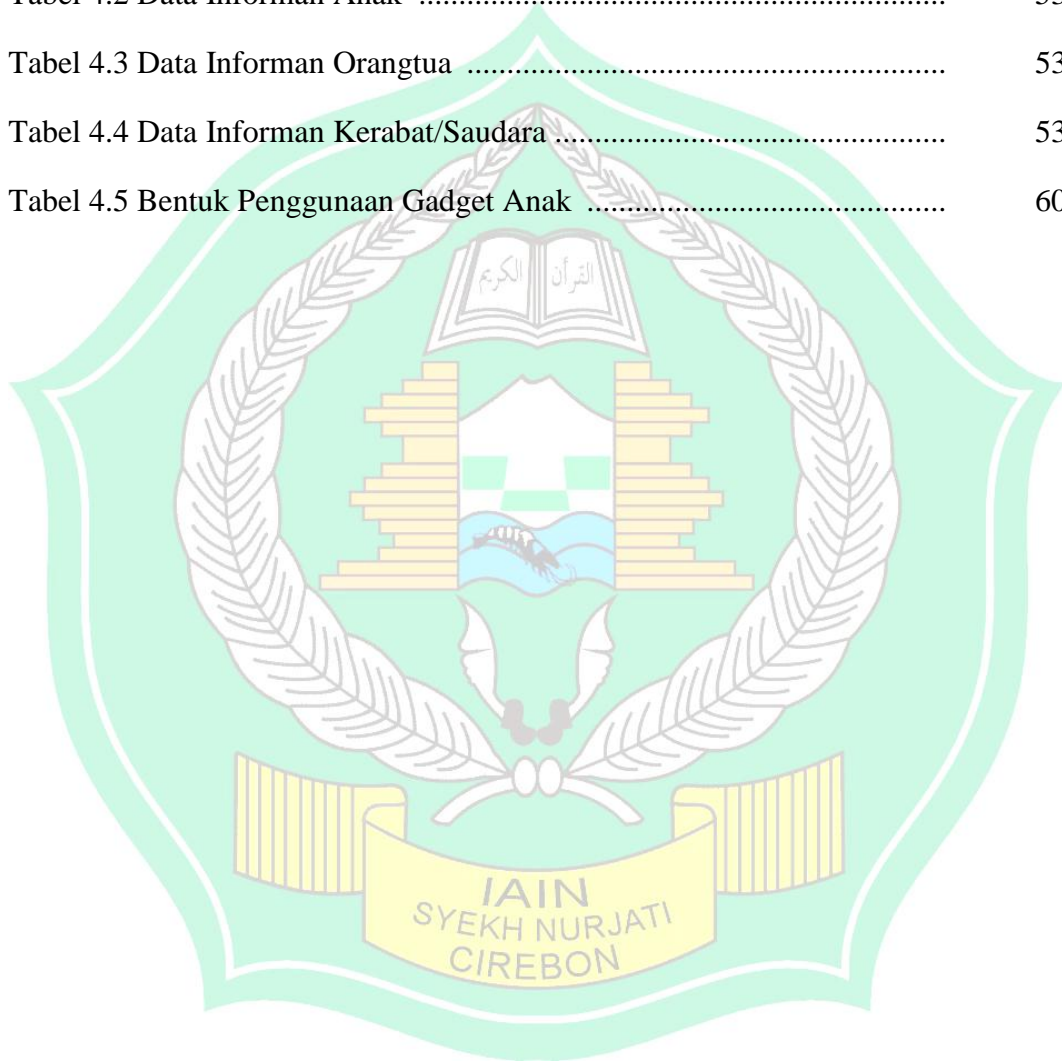 Tabel 4.2 Data Informan Anak .................................................................. 53
Tabel 4.3 Data Informan Orangtua ............................................................ 53
Tabel 4.4 Data Informan Kerabat/Saudara ................................................. 53
Tabel 4.5 Bentuk Penggunaan Gadget Anak ............................................. 60
القرآن الكريم
IAIN
SYEKH NURJATI
CIREBON